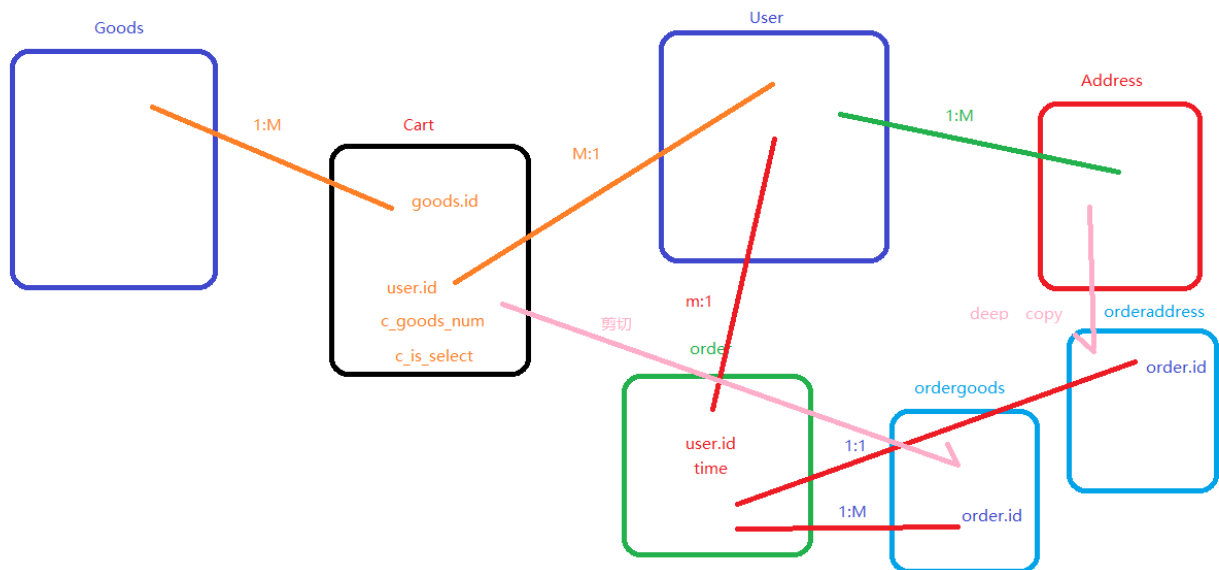 Goods
User
Address
1:M
Cart
M:1
1:M
goods.id
user.id
c_goods_num
c_is_select
m:1
剪切
deep copy
orderaddress
order
order.id
ordergoods
user.id
time
1:1
1:M
order.id